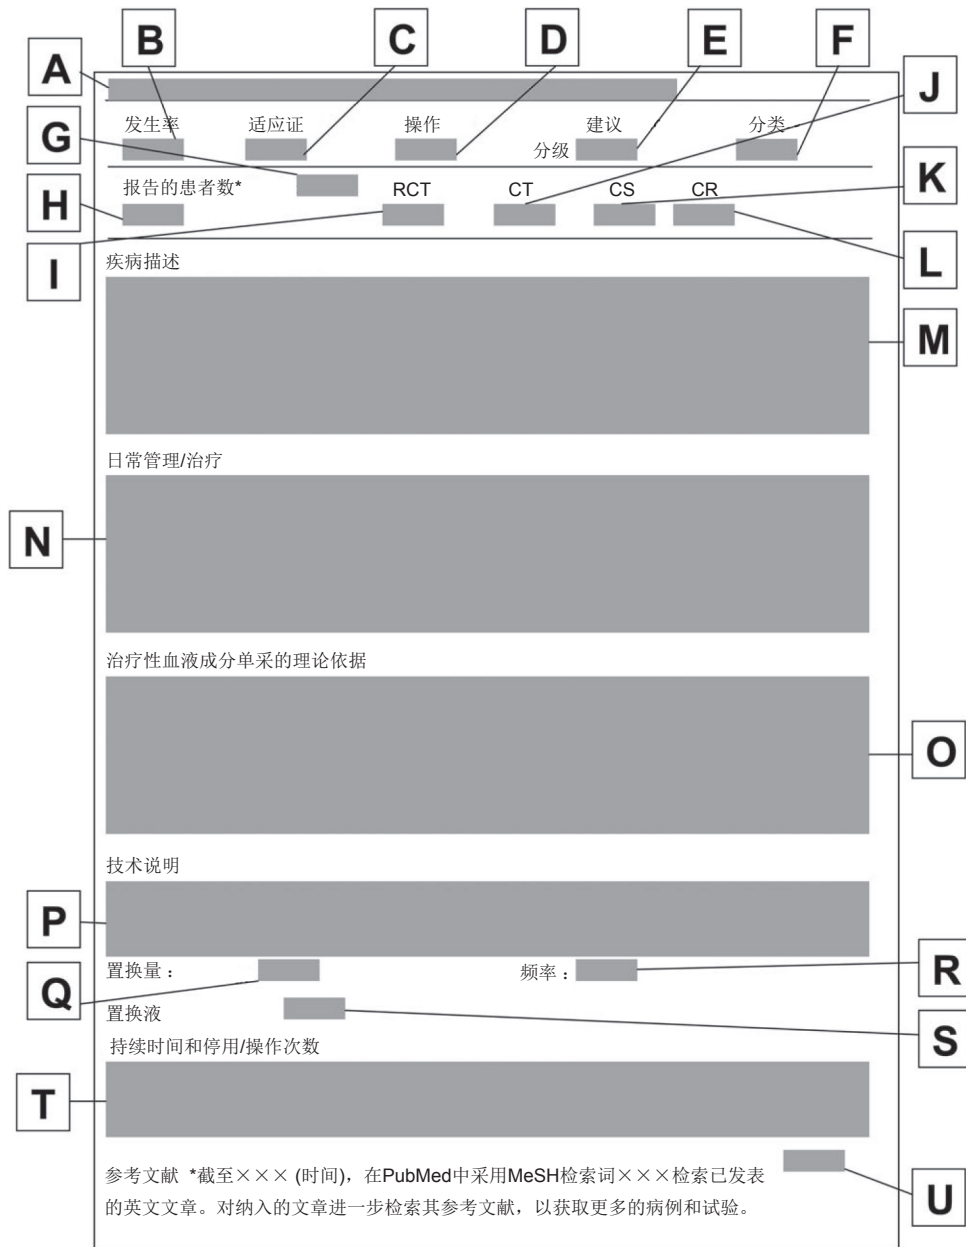 B C D E F
A J
发生率 适应证 操作 建议 分类
G 分级
报告的患者数* RCT CT CS CR K
H
I L
疾病描述
M
日常管理/治疗
N
治疗性血液成分单采的理论依据
O
技术说明
P
置换量： 频率： R
Q 置换液 S
持续时间和停用/操作次数
T
参考文献 *截至××× (时间)，在PubMed中采用MeSH检索词×××检索已发表
的英文文章。对纳入的文章进一步检索其参考文献，以获取更多的病例和试验。
U